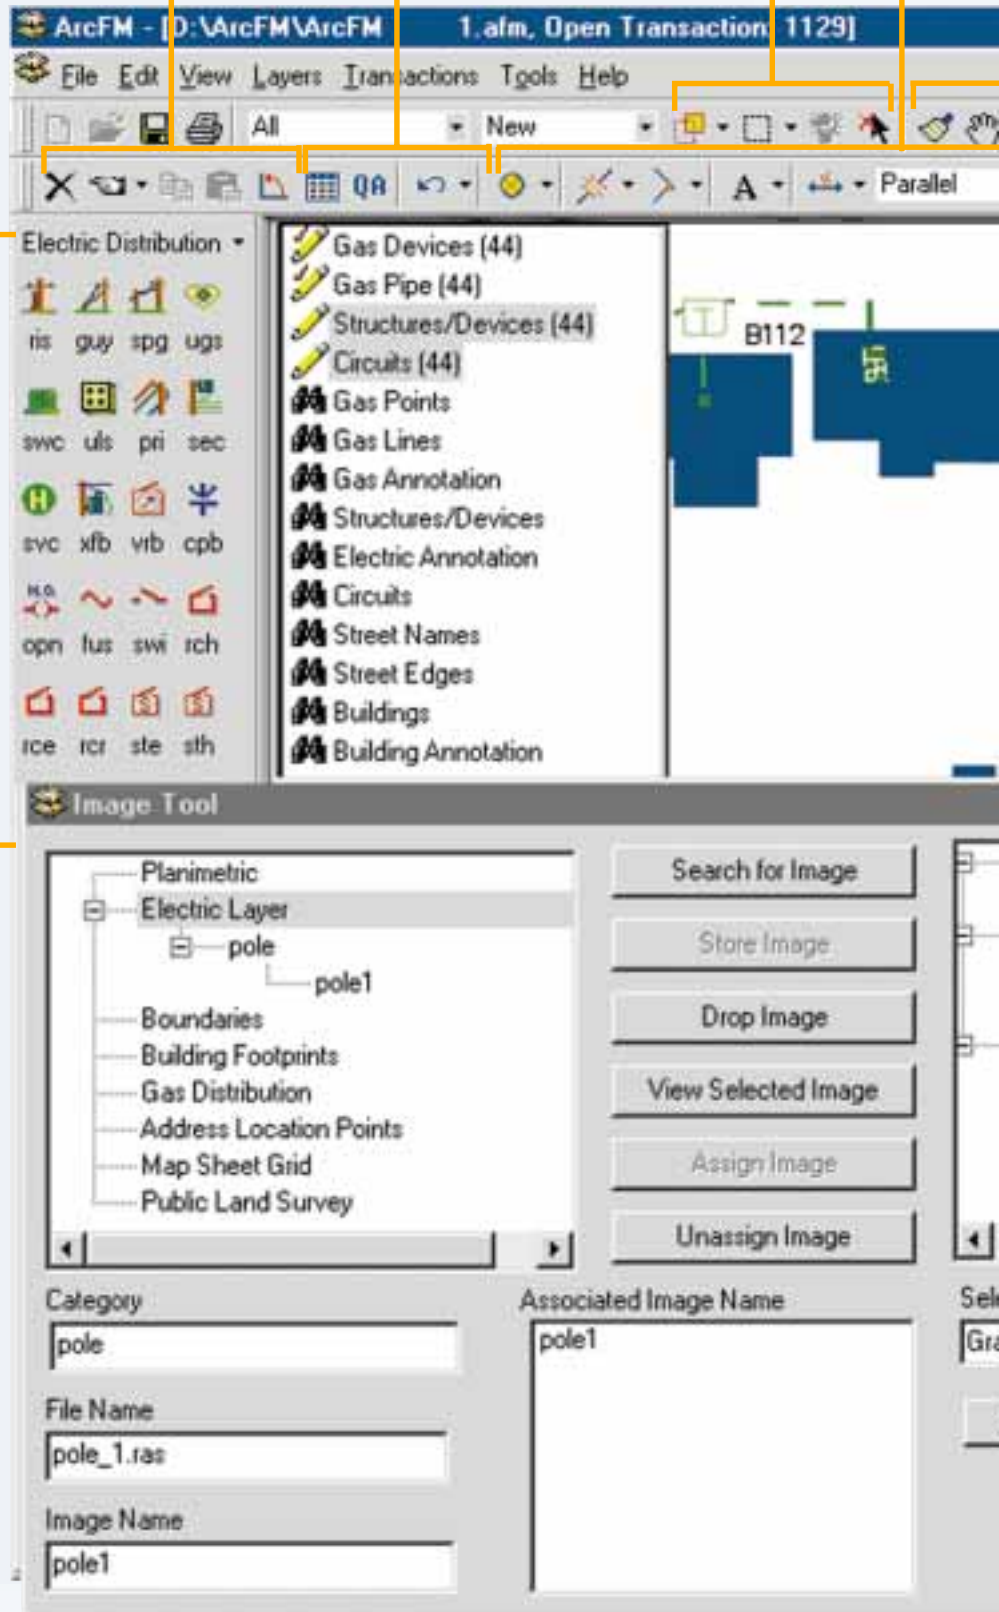 ArcFM - [D:\ArcFM\ArcFM 1.afm, Open Transaction: 1129]
File Edit View Layers Transactions Tools Help
All New
QA A Parallel
Electric Distribution
ris guy spg ugs
swc uls pri sec
H
svc xfb vrb cpb
N.O.
opn fus swi rch
rce rcr ste sth
Gas Devices (44)
Gas Pipe (44)
Structures/Devices (44)
Circuits (44)
Gas Points
Gas Lines
Gas Annotation
Structures/Devices
Electric Annotation
Circuits
Street Names
Street Edges
Buildings
Building Annotation
T
B112
Image Tool
Planimetric
Electric Layer
pole
pole1
Boundaries
Building Footprints
Gas Distribution
Address Location Points
Map Sheet Grid
Public Land Survey
Search for Image
Store Image
Drop Image
View Selected Image
Assign Image
Unassign Image
Category
pole
File Name
pole_1.ras
Image Name
pole1
Associated Image Name
pole1
Sele
Gra